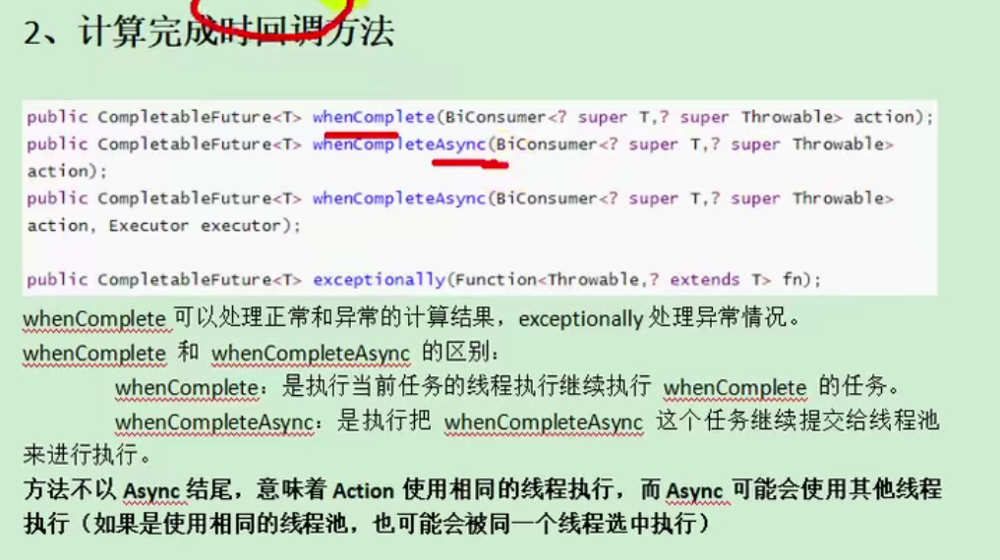 2、计算完成时回调方法
public CompletableFuture<T> whenComplete(BiConsumer<? super T,? super Throwable> action);
public CompletableFuture<T> whenCompleteAsync(BiConsumer<? super T,? super Throwable>
action);
public CompletableFuture<T> whenCompleteAsync(BiConsumer<? super T,? super Throwable>
action, Executor executor);
public CompletableFuture<T> exceptionally(Function<Throwable,? extends T> fn);
whenComplete 可以处理正常和异常的计算结果，exceptionally 处理异常情况。
whenComplete 和 whenCompleteAsync 的区别：
whenComplete：是执行当前任务的线程执行继续执行 whenComplete 的任务。
whenCompleteAsync：是执行把 whenCompleteAsync 这个任务继续提交给线程池
来进行执行。
方法不以 Async 结尾，意味着 Action 使用相同的线程执行，而 Async 可能会使用其他线程
执行（如果是使用相同的线程池，也可能会被同一个线程选中执行）